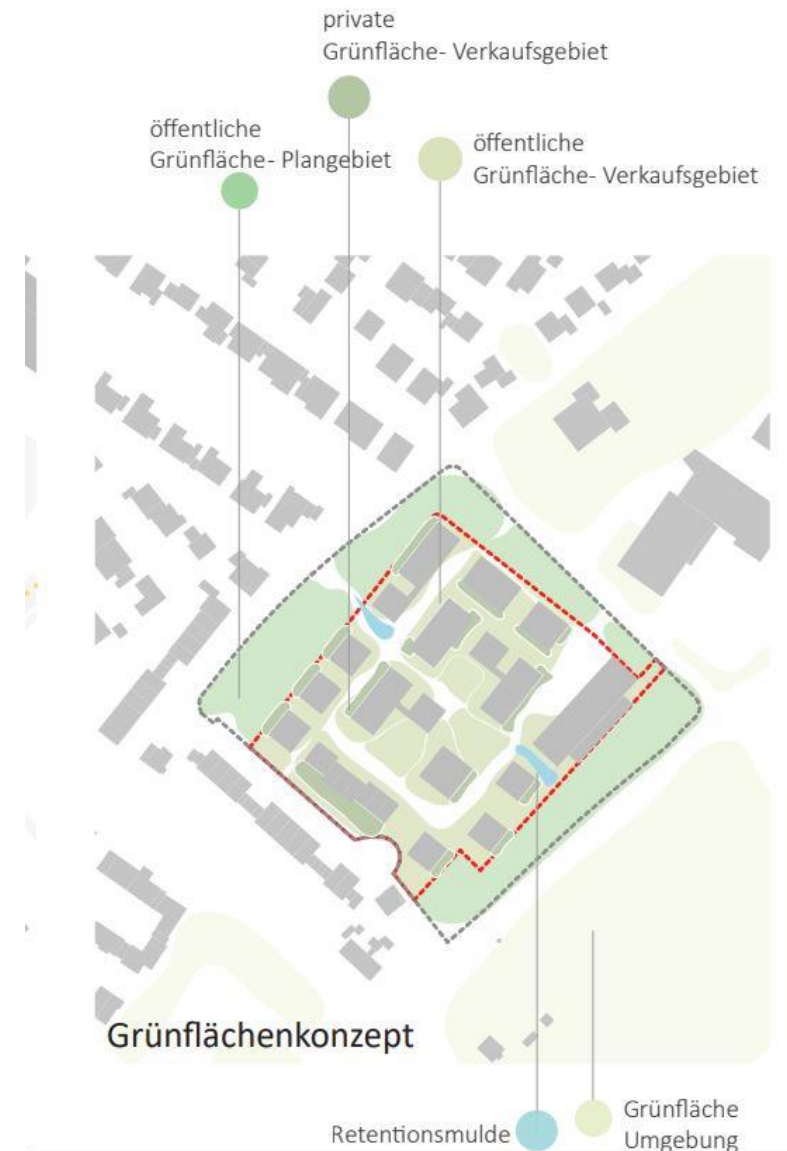 private
Grünfläche- Verkaufsgebiet
öffentliche
Grünfläche- Plangebiet
öffentliche
Grünfläche- Verkaufsgebiet
Grünflächenkonzept
Retentionsmulde
Grünfläche
Umgebung